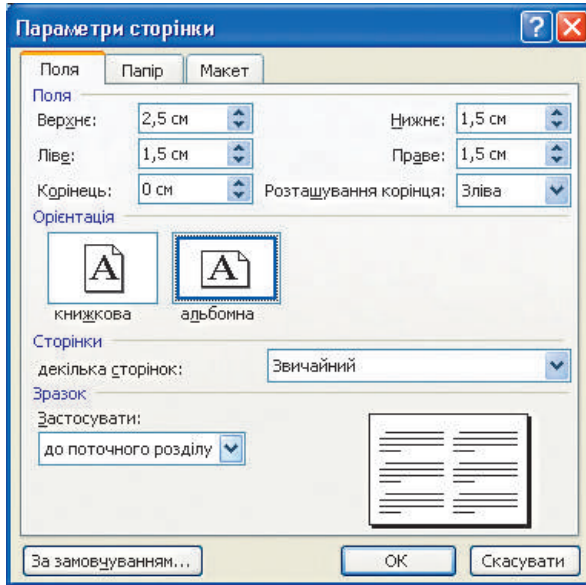 Параметри сторінки
Поля Папір Макет
Поля
Верхнє: 2,5 см Нижнє: 1,5 см
Ліве: 1,5 см Праве: 1,5 см
Корінець: 0 см Розташування корінця: Зліва
Орієнтація
A A
книжкова альбомна
Сторінки
декілька сторінок: Звичайний
Зразок
Застосувати:
до поточного розділу
За замовчуванням... ОК Скасувати